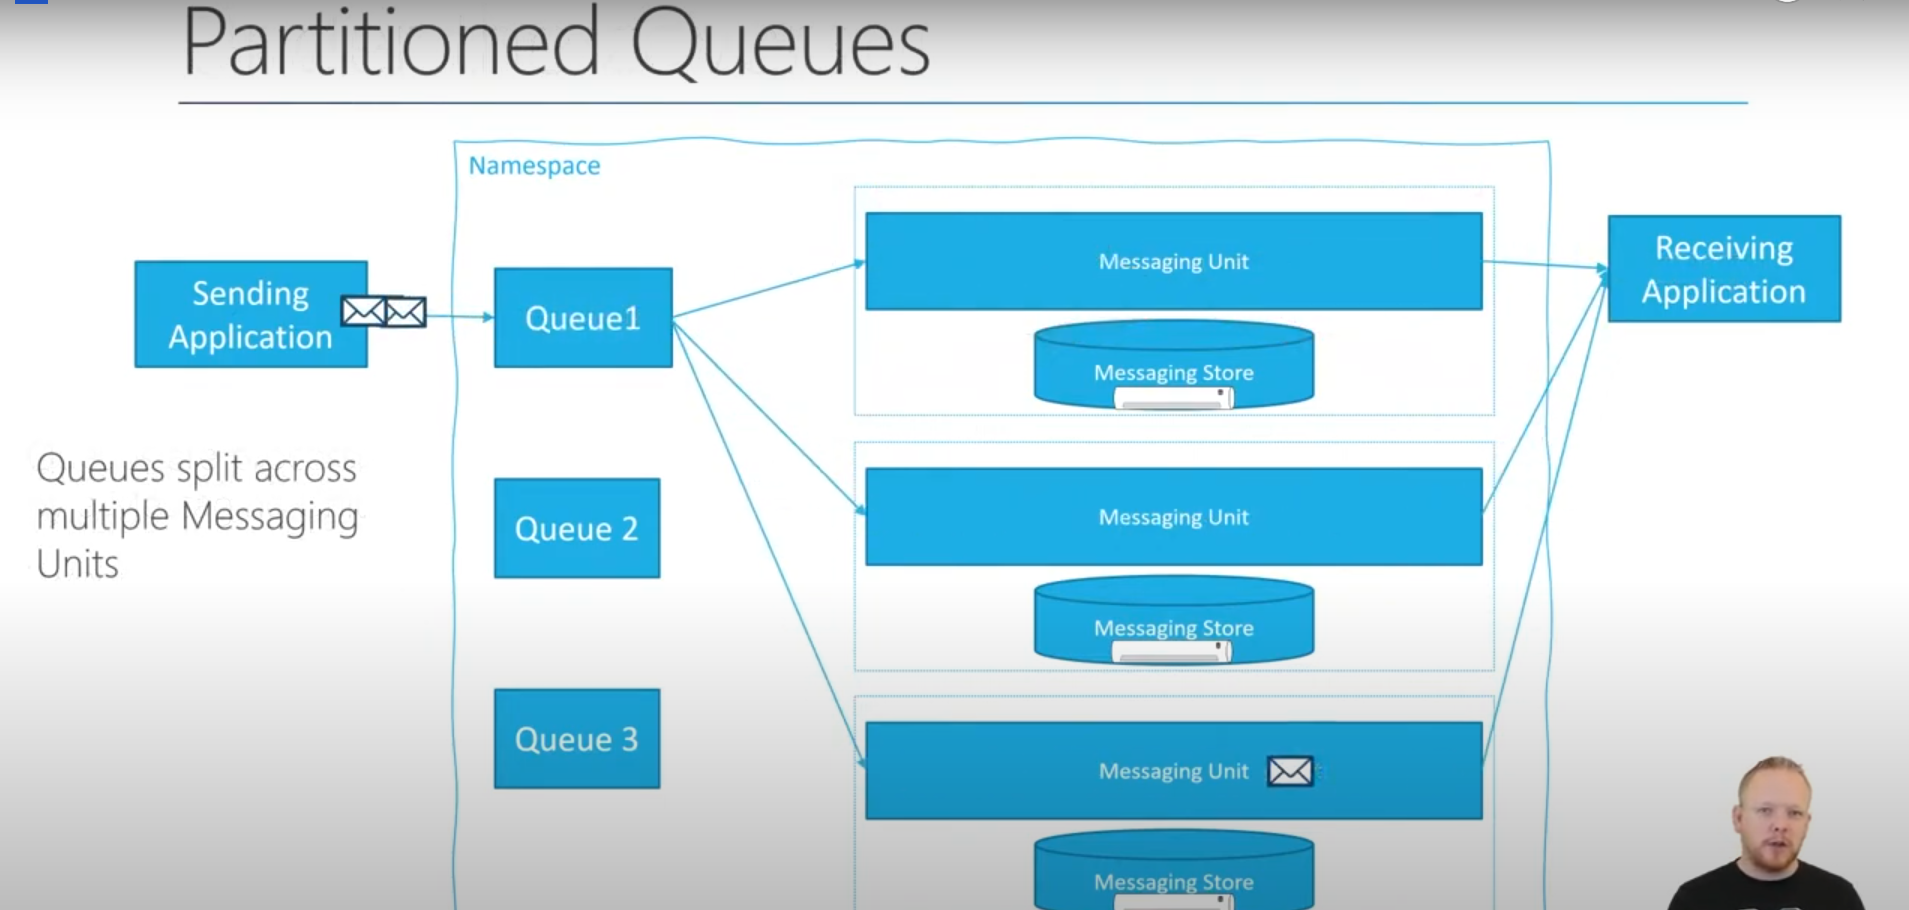 Partitioned Queues
Namespace
Sending
Application
Queue1
Messaging Unit
Messaging Store
Receiving
Application
Queues split across
multiple Messaging
Units
Queue 2
Messaging Unit
Messaging Store
Queue 3
Messaging Unit
Messaging Store